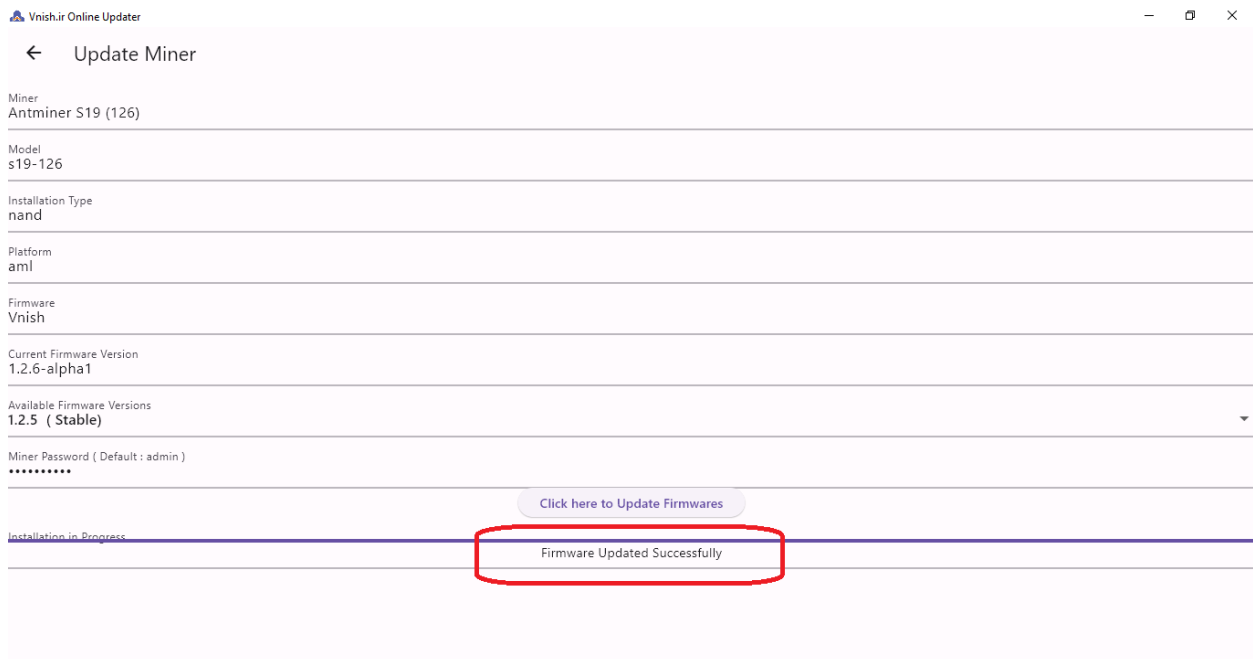 Vnish.ir Online Updater
Update Miner
Miner
Antminer S19 (126)
Model
s19-126
Installation Type
nand
Platform
aml
Firmware
Vnish
Current Firmware Version
1.2.6-alpha1
Available Firmware Versions
1.2.5 ( Stable)
Miner Password ( Default : admin )
••••••••••
Click here to Update Firmwares
Installation in Progress
Firmware Updated Successfully